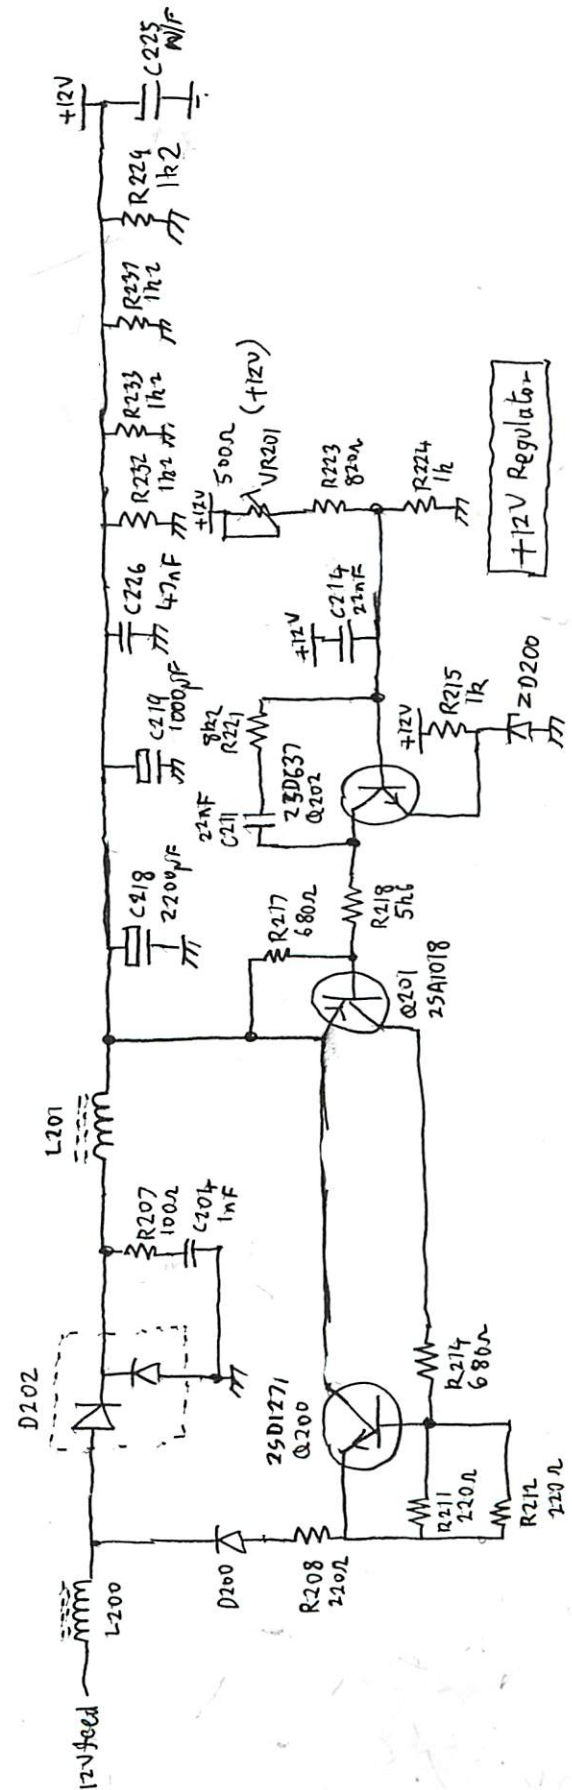 12V feed
L200
D202
R207
100Ω
C204
1nF
L201
C218
2200µF
C219
1000µF
C226
47nF
R232
1k2
R233
1k2
R231
1k2
R229
1k2
+12V
C225
N/F
D200
R208
220Ω
2SD1271
Q200
R211
220Ω
R212
220Ω
R214
680Ω
R217
680Ω
Q201
2SA1018
R218
5k6
22nF
C211
8k2
R221
2SD637
Q202
+12V
C214
22nF
+12V
R215
1k
ZD200
+12V
500Ω
VR201
(+12V)
R223
820Ω
R224
1k
+12V Regulator